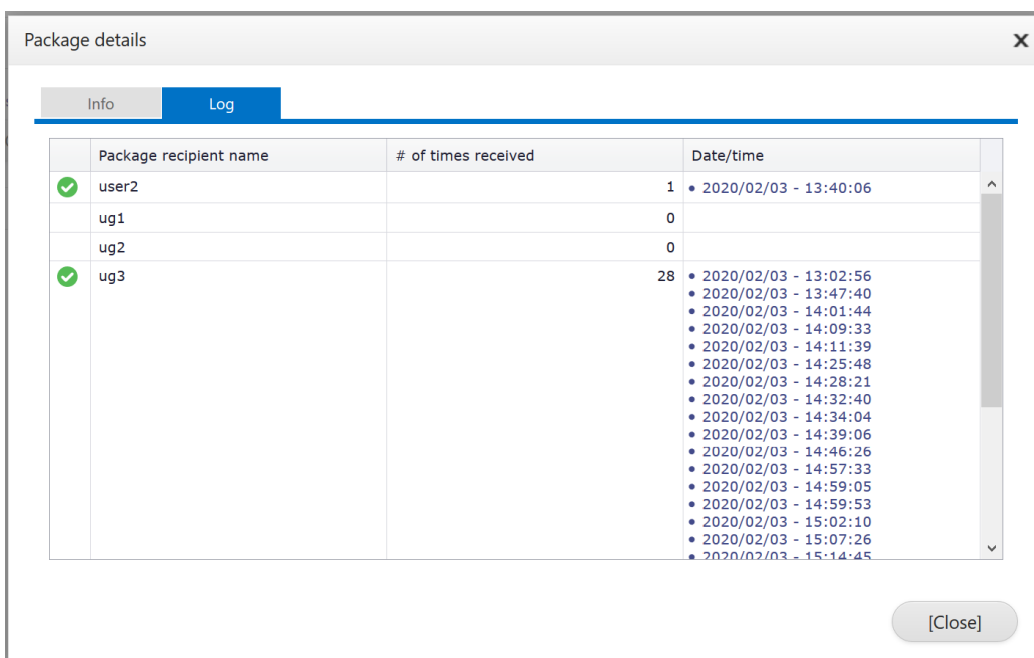 Package details
Info Log
Package recipient name # of times received Date/time
user2 1 • 2020/02/03 - 13:40:06
ug1 0
ug2 0
ug3 28 • 2020/02/03 - 13:02:56
• 2020/02/03 - 13:47:40
• 2020/02/03 - 14:01:44
• 2020/02/03 - 14:09:33
• 2020/02/03 - 14:11:39
• 2020/02/03 - 14:25:48
• 2020/02/03 - 14:28:21
• 2020/02/03 - 14:32:40
• 2020/02/03 - 14:34:04
• 2020/02/03 - 14:39:06
• 2020/02/03 - 14:46:26
• 2020/02/03 - 14:57:33
• 2020/02/03 - 14:59:05
• 2020/02/03 - 14:59:53
• 2020/02/03 - 15:02:10
• 2020/02/03 - 15:07:26
• 2020/02/03 - 15:14:45
[Close]